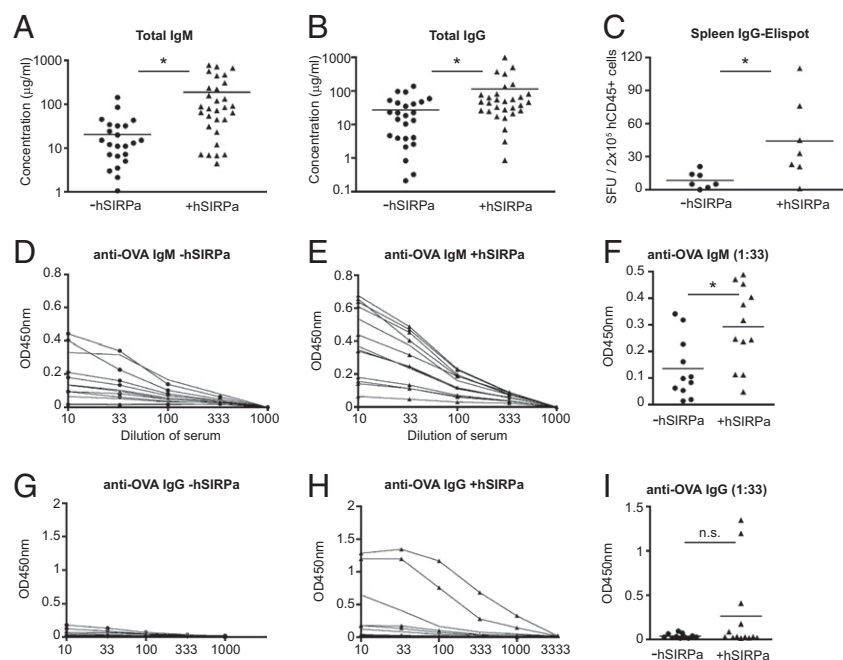 A
Total IgM
Concentration (µg/ml)
1000
100
10
1
*
-hSIRPa
+hSIRPa
B
Total IgG
Concentration (µg/ml)
1000
100
10
1
0.1
*
-hSIRPa
+hSIRPa
C
Spleen IgG-Elispot
SFU / 2x10⁵ hCD45+ cells
120
90
60
30
0
*
-hSIRPa
+hSIRPa
D
anti-OVA IgM -hSIRPa
OD450nm
0.8
0.6
0.4
0.2
0
10 33 100 333 1000
Dilution of serum
E
anti-OVA IgM +hSIRPa
OD450nm
0.8
0.6
0.4
0.2
0
10 33 100 333 1000
Dilution of serum
F
anti-OVA IgM (1:33)
OD450nm
0.5
0.4
0.3
0.2
0.1
0
*
-hSIRPa
+hSIRPa
G
anti-OVA IgG -hSIRPa
OD450nm
2
1.5
1
0.5
0
10 33 100 333 1000
H
anti-OVA IgG +hSIRPa
OD450nm
2
1.5
1
0.5
0
10 33 100 333 1000 3333
I
anti-OVA IgG (1:33)
OD450nm
1.5
1
0.5
0
n.s.
-hSIRPa
+hSIRPa